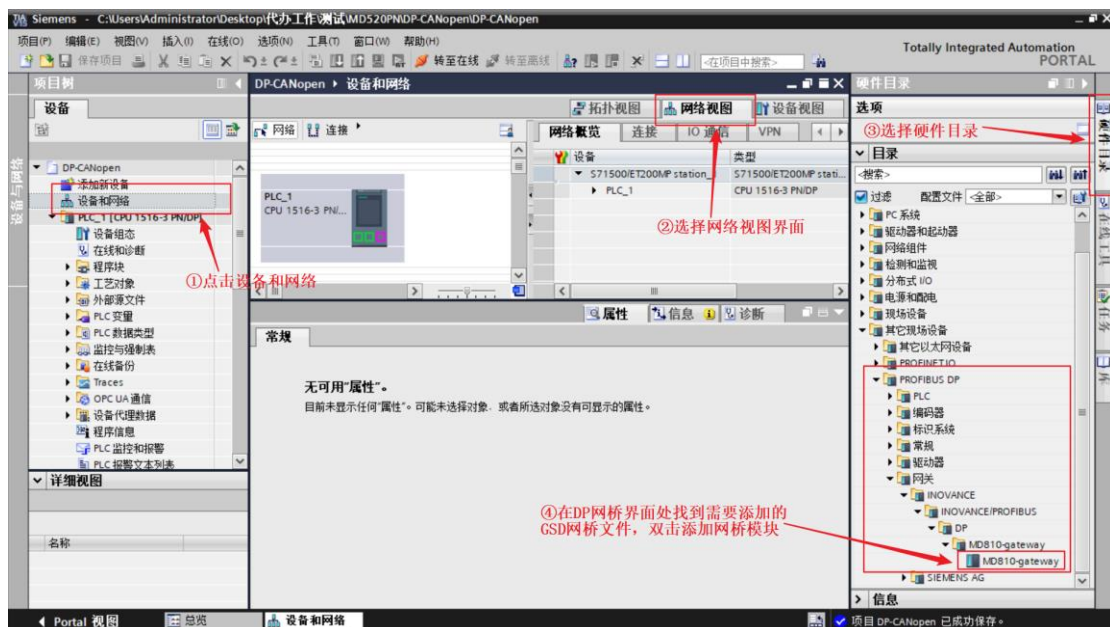 Siemens - C:\Users\Administrator\Desktop\代办工作\测试\MD520PN\DP-CANopen\DP-CANopen
项目(P) 编辑(E) 视图(V) 插入(I) 在线(O) 选项(N) 工具(T) 窗口(W) 帮助(H)
Totally Integrated Automation
PORTAL
保存项目 转至在线 转至离线 <在项目中搜索>
项目树
设备
设备与网络
DP-CANopen
添加新设备
设备和网络
PLC_1 [CPU 1516-3 PN/DP]
设备组态
在线和诊断
程序块
工艺对象
外部源文件
PLC 变量
PLC 数据类型
监控与强制表
在线备份
Traces
OPC UA 通信
设备代理数据
程序信息
PLC 监控和报警
PLC 报警文本列表
详细视图
名称
①点击设备和网络
DP-CANopen ▸ 设备和网络
拓扑视图 网络视图 设备视图
网络 连接
PLC_1
CPU 1516-3 PN/...
网络概览 连接 IO 通信 VPN
设备 类型
S71500/ET200MP station_1 S71500/ET200MP stati...
PLC_1 CPU 1516-3 PN/DP
②选择网络视图界面
属性 信息 诊断
常规
无可用"属性"。
目前未显示任何"属性"。可能未选择对象，或者所选对象没有可显示的属性。
④在DP网桥界面处找到需要添加的
GSD网桥文件，双击添加网桥模块
硬件目录
选项
③选择硬件目录
目录
<搜索>
过滤 配置文件 <全部>
PC 系统
驱动器和起动器
网络组件
检测和监视
分布式 I/O
电源和配电
现场设备
其它现场设备
其它以太网设备
PROFINET IO
PROFIBUS DP
PLC
编码器
标识系统
常规
驱动器
网关
INOVANCE
INOVANCE/PROFIBUS
DP
MD810-gateway
MD810-gateway
SIEMENS AG
信息
硬件目录
在线工具
任务
Portal 视图 总览 设备和网络 项目 DP-CANopen 已成功保存。